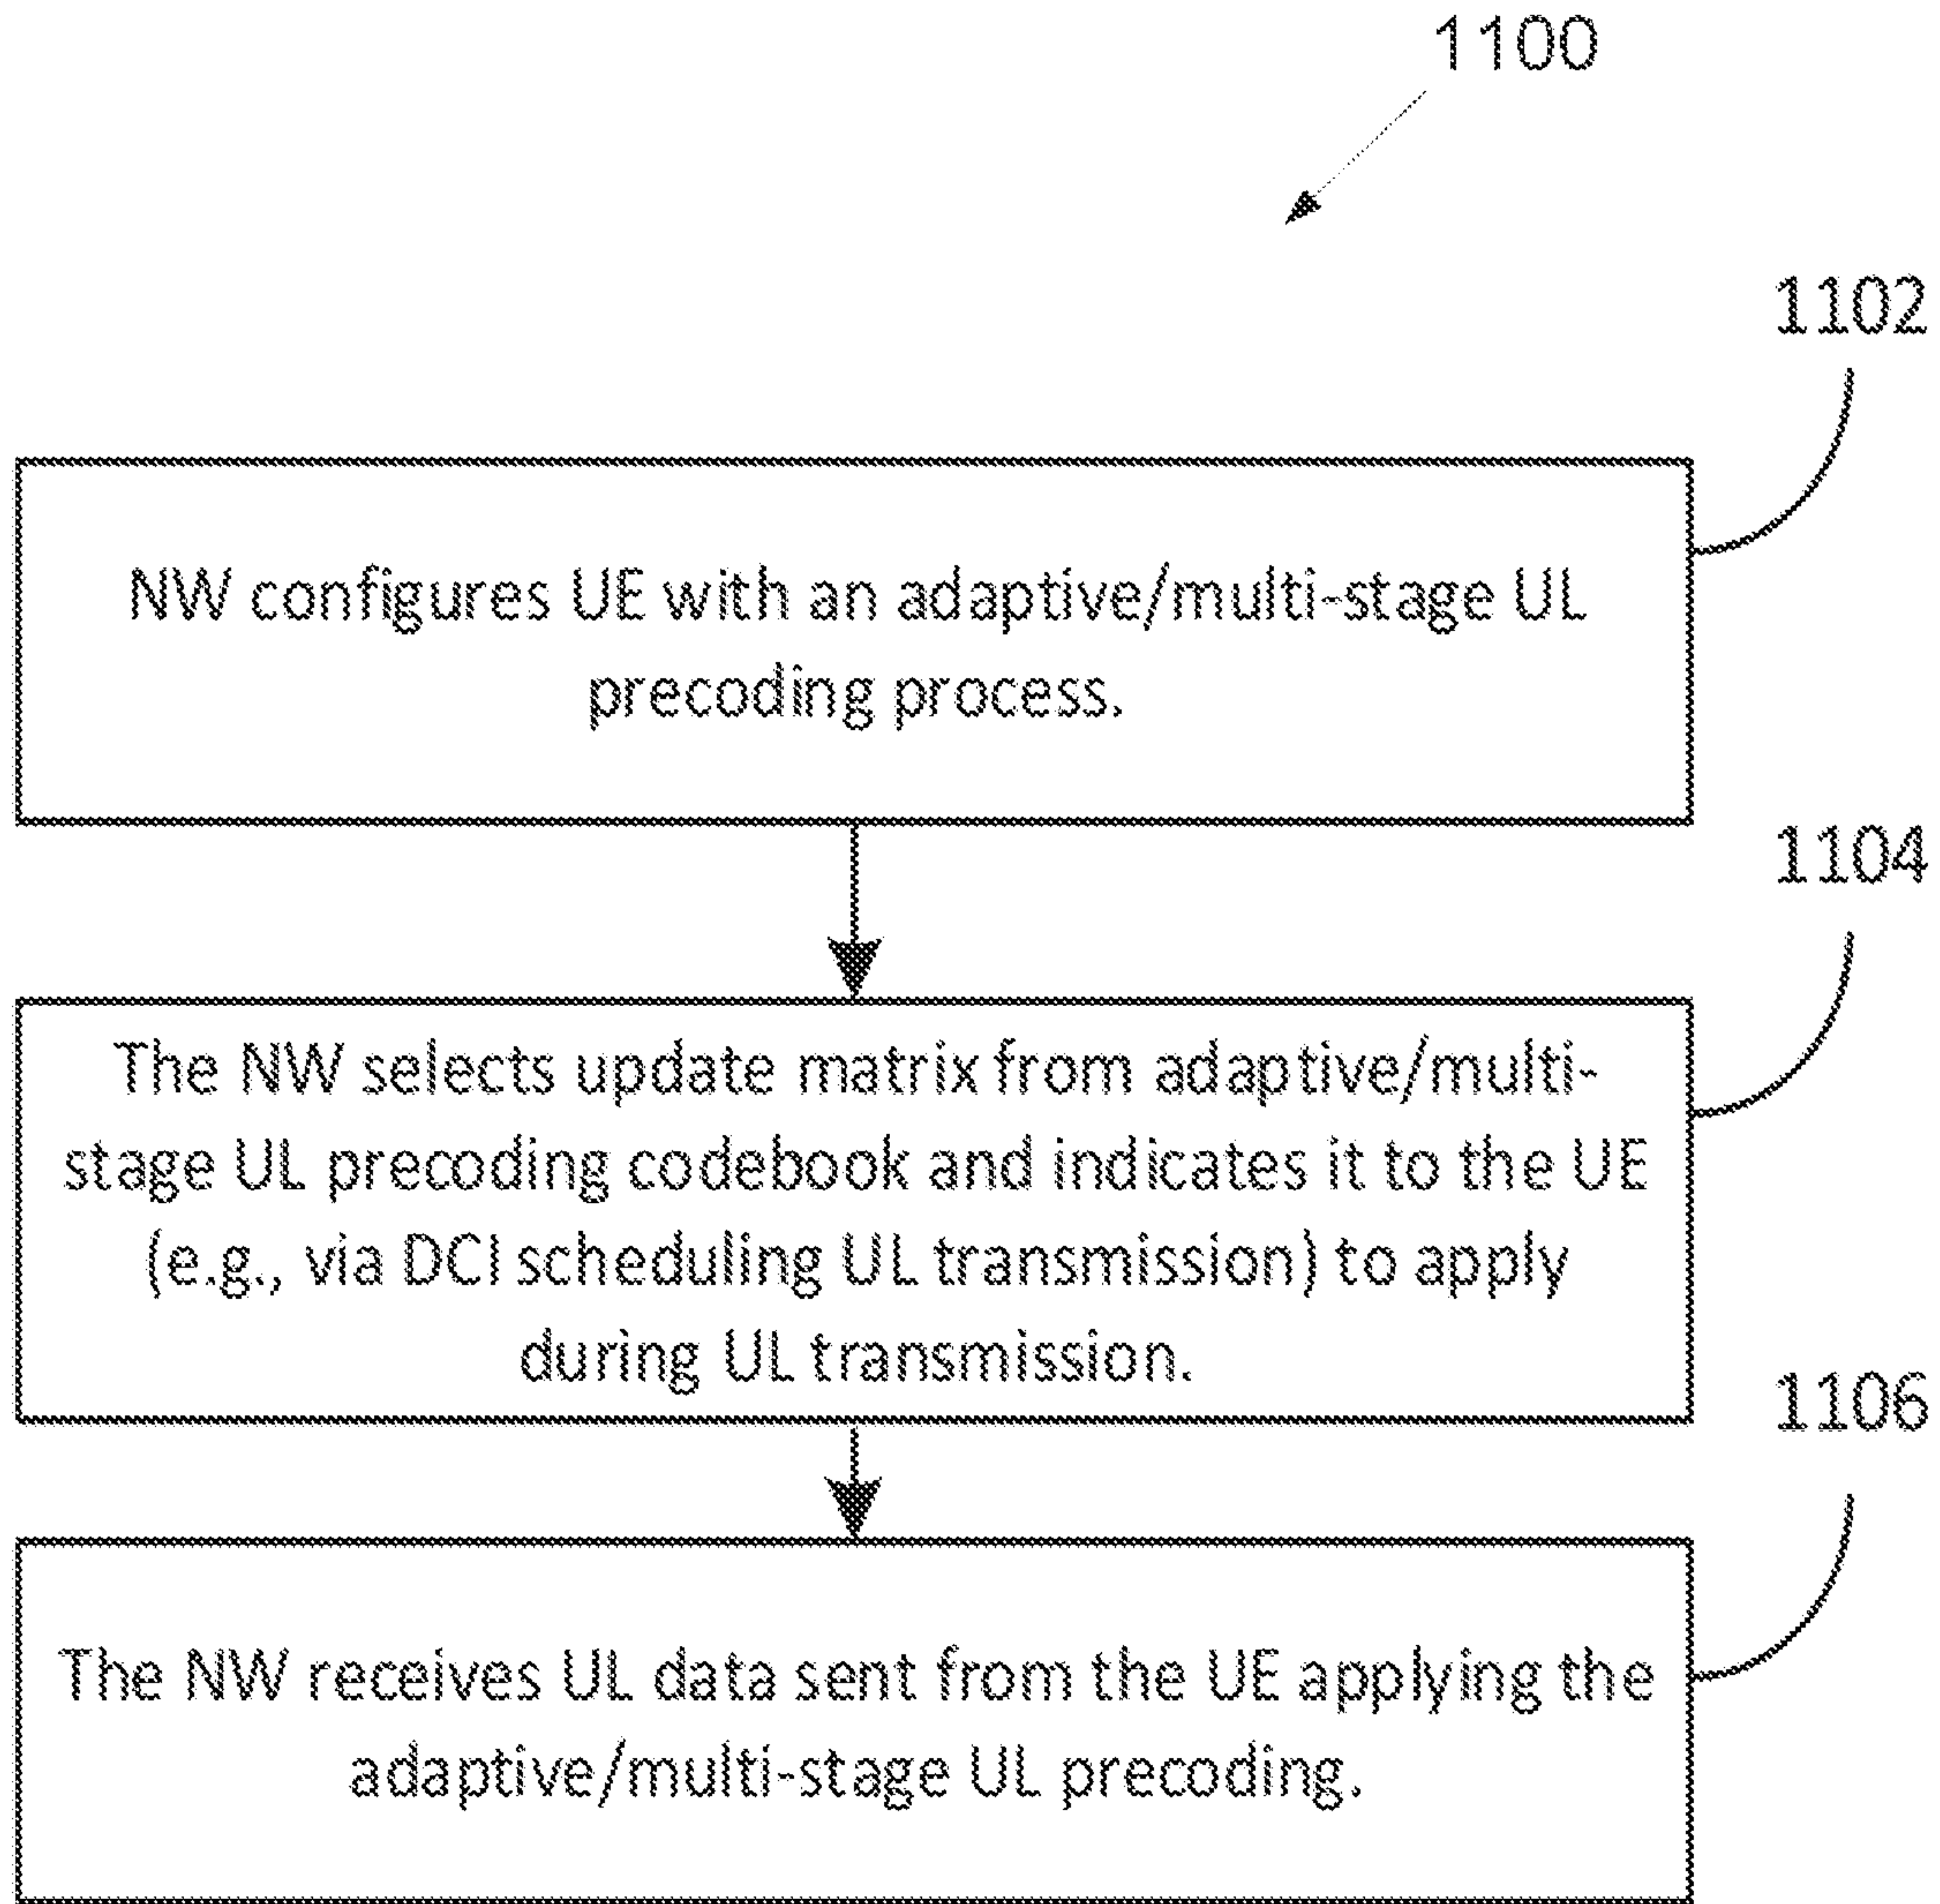 1100
1102
NW configures UE with an adaptive/multi-stage UL
precoding process.
1104
The NW selects update matrix from adaptive/multi-
stage UL precoding codebook and indicates it to the UE
(e.g., via DCI scheduling UL transmission) to apply
during UL transmission.
1106
The NW receives UL data sent from the UE applying the
adaptive/multi-stage UL precoding.